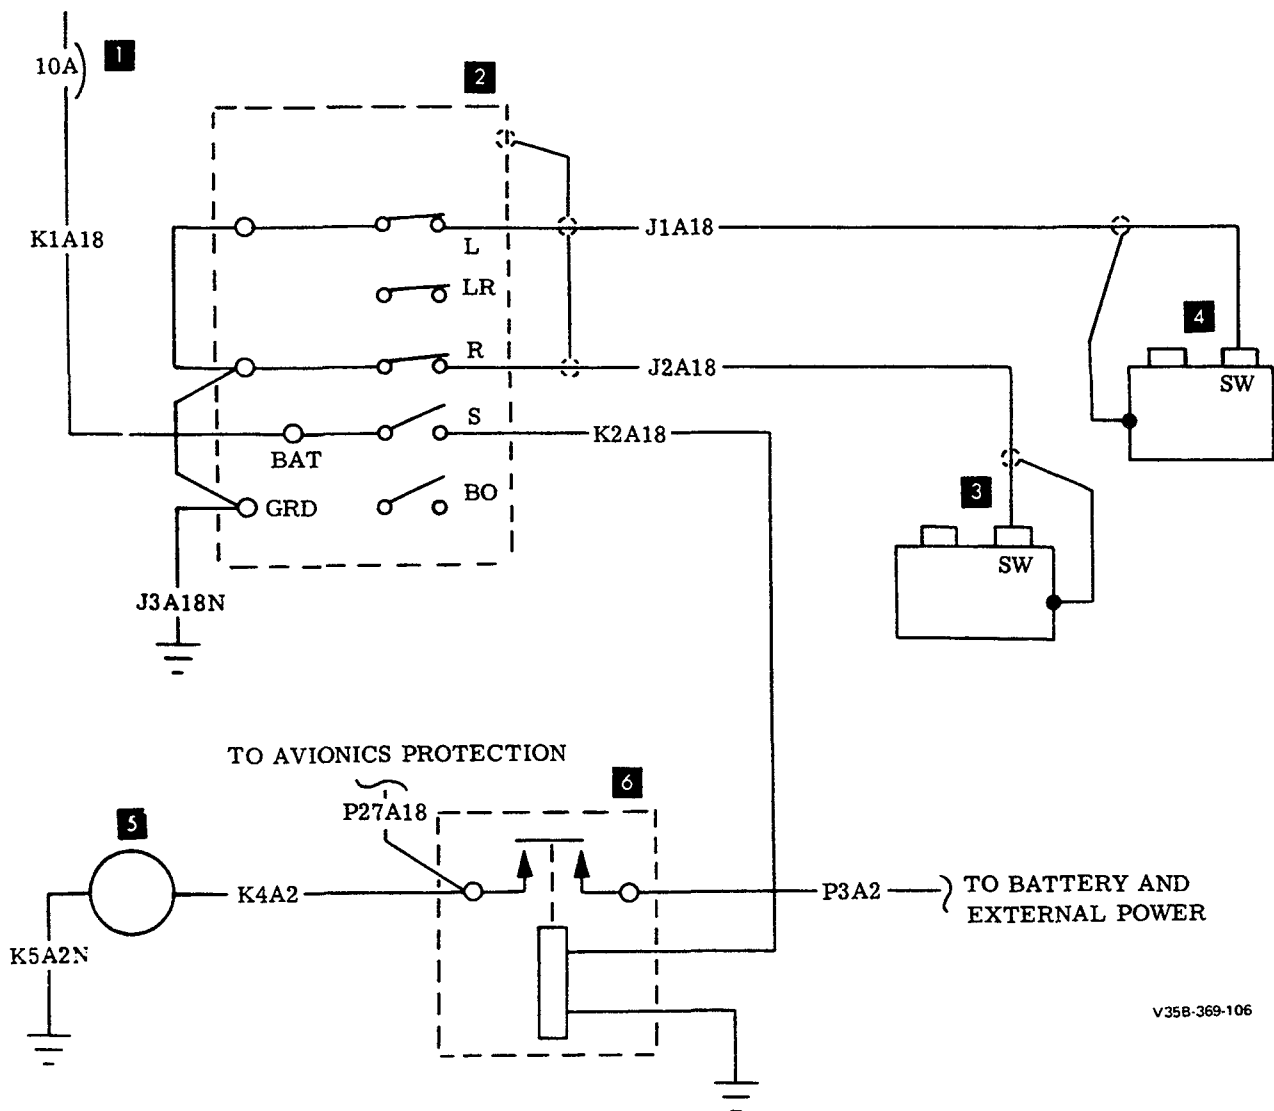 10A
1
2
K1A18
L
J1A18
LR
4
R
J2A18
SW
S
K2A18
BAT
3
BO
GRD
SW
J3A18N
TO AVIONICS PROTECTION
6
P27A18
5
K4A2
P3A2
TO BATTERY AND
EXTERNAL POWER
K5A2N
V35B-369-106